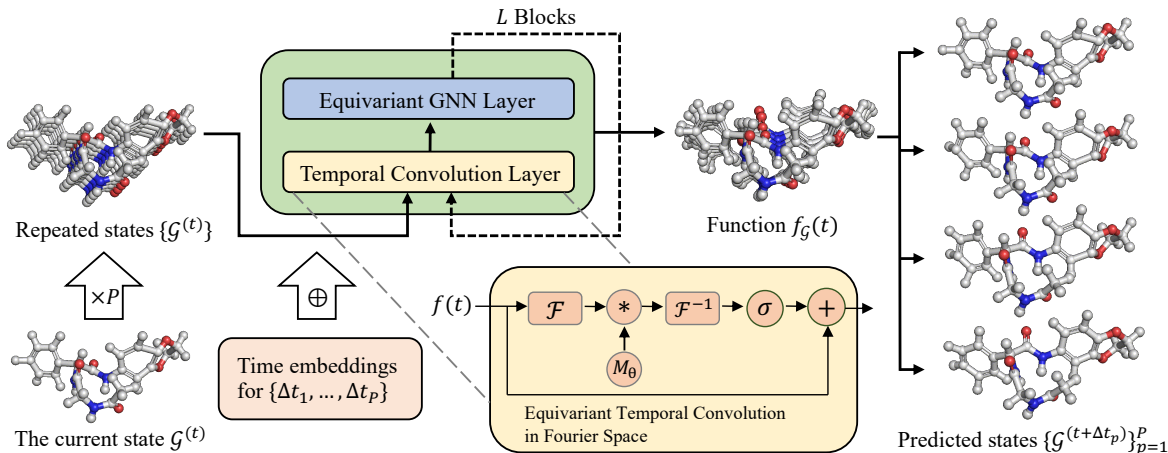 L Blocks
Equivariant GNN Layer
Temporal Convolution Layer
Repeated states {𝒢^(t)}
×P
⊕
The current state 𝒢^(t)
Time embeddings
for {Δt_1, …, Δt_P}
Function f_𝒢(t)
f(t)
ℱ
*
ℱ^−1
σ
+
M_θ
Equivariant Temporal Convolution
in Fourier Space
Predicted states {𝒢^(t+Δt_p)}_{p=1}^P